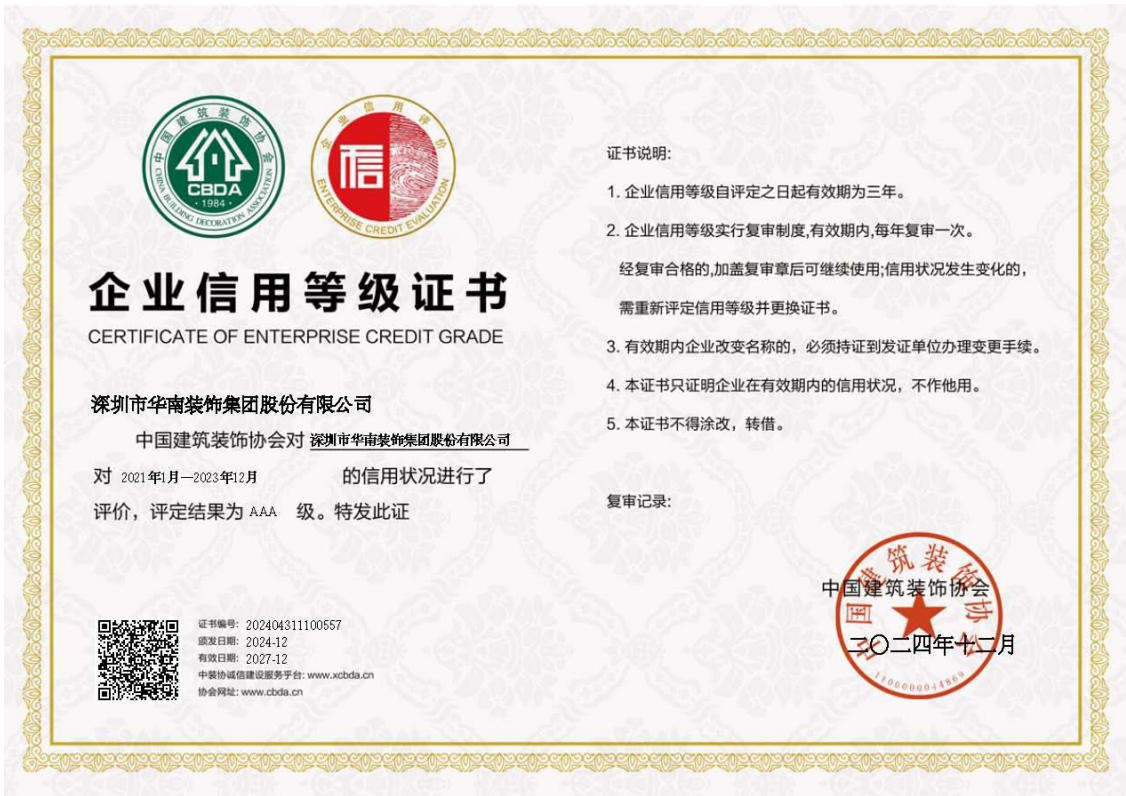 中国建筑装饰协会
CBDA
·1984·
CHINA BUILDING DECORATION ASSOCIATION
企业信用评价
信
ENTERPRISE CREDIT EVALUATION
企业信用等级证书
CERTIFICATE OF ENTERPRISE CREDIT GRADE
深圳市华南装饰集团股份有限公司
中国建筑装饰协会对 深圳市华南装饰集团股份有限公司
对 2021年1月—2023年12月 的信用状况进行了
评价，评定结果为 AAA 级。特发此证
证书编号: 202404311100557
颁发日期: 2024-12
有效日期: 2027-12
中装协诚信建设服务平台: www.xcbda.cn
协会网址: www.cbda.cn
证书说明:
1. 企业信用等级自评定之日起有效期为三年。
2. 企业信用等级实行复审制度,有效期内,每年复审一次。
经复审合格的,加盖复审章后可继续使用;信用状况发生变化的，
需重新评定信用等级并更换证书。
3. 有效期内企业改变名称的，必须持证到发证单位办理变更手续。
4. 本证书只证明企业在有效期内的信用状况，不作他用。
5. 本证书不得涂改，转借。
复审记录:
中国建筑装饰协会
中国建筑装饰协会
二〇二四年十二月
1100000044869